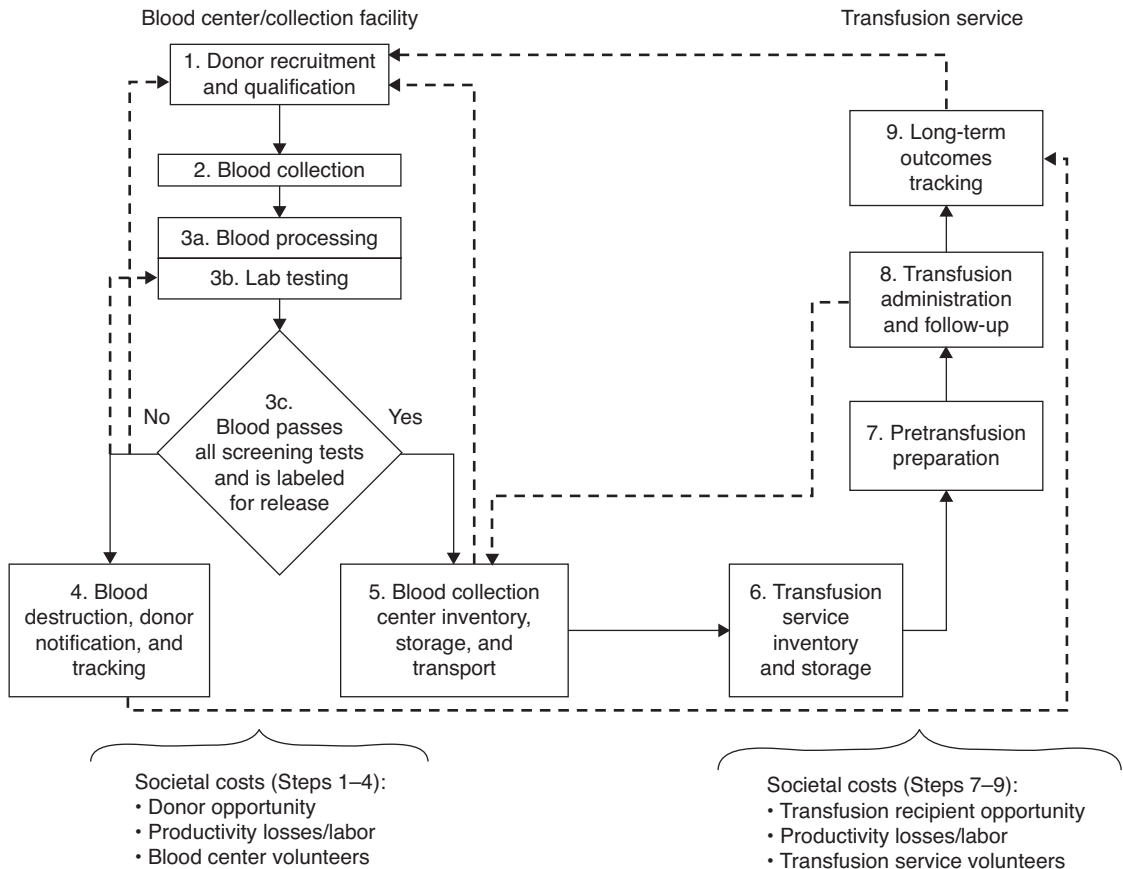 Blood center/collection facility
Transfusion service
1. Donor recruitment
and qualification
2. Blood collection
3a. Blood processing
3b. Lab testing
3c.
Blood passes
all screening tests
and is labeled
for release
No
Yes
4. Blood
destruction, donor
notification, and
tracking
5. Blood collection
center inventory,
storage, and
transport
6. Transfusion
service
inventory
and storage
7. Pretransfusion
preparation
8. Transfusion
administration
and follow-up
9. Long-term
outcomes
tracking
Societal costs (Steps 1–4):
• Donor opportunity
• Productivity losses/labor
• Blood center volunteers
Societal costs (Steps 7–9):
• Transfusion recipient opportunity
• Productivity losses/labor
• Transfusion service volunteers